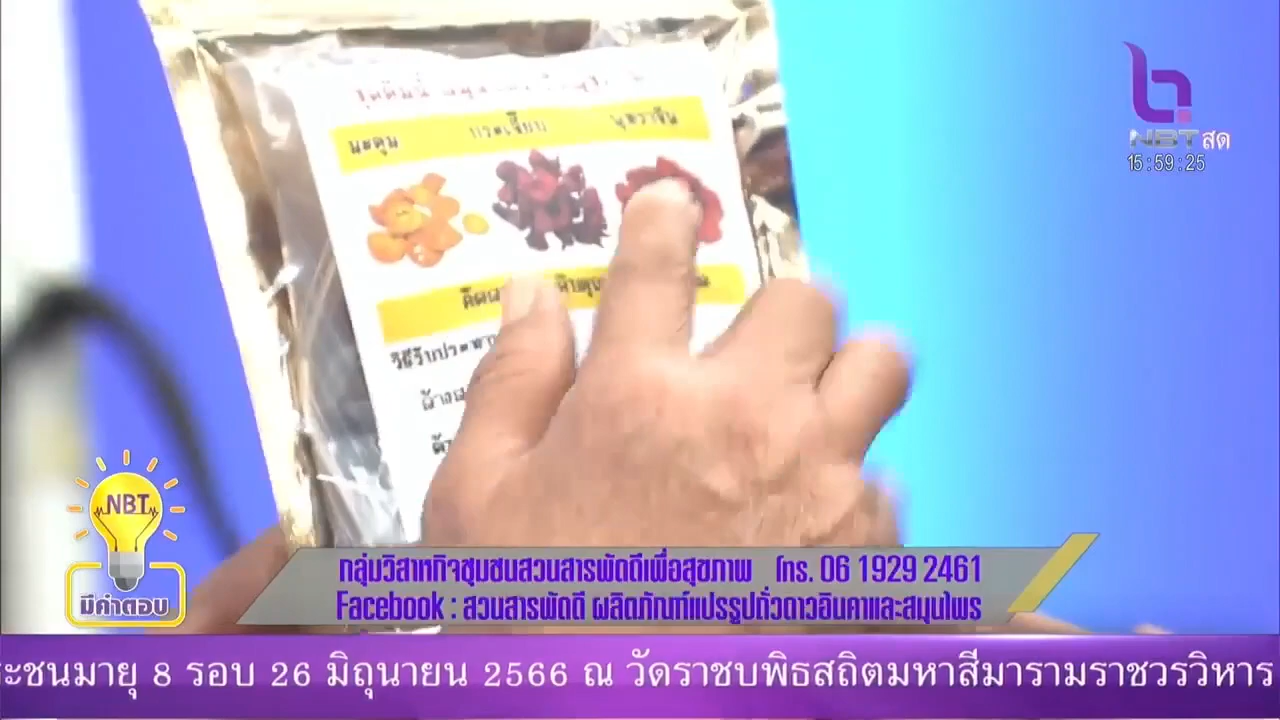 NBT สด
15:59:25
มะตูม กระเจี๊ยบ พุทราจีน
NBT
มีคำตอบ
กลุ่มวิสาหกิจชุมชนสวนสารพัดดีเพื่อสุขภาพ โทร. 06 1929 2461
Facebook : สวนสารพัดดี ผลิตภัณฑ์แปรรูปถั่วดาวอินคาและสมุนไพร
ระชนมายุ 8 รอบ 26 มิถุนายน 2566 ณ วัดราชบพิธสถิตมหาสีมารามราชวรวิหาร